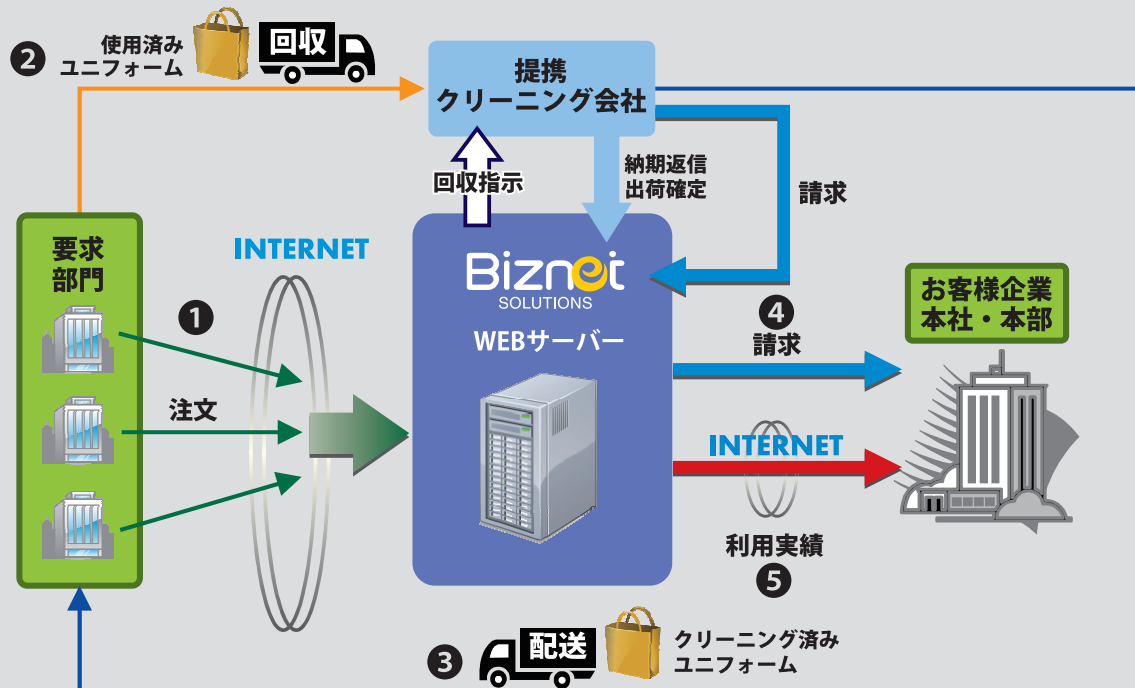 ❷
使用済み
ユニフォーム
回収
提携
クリーニング会社
回収指示
納期返信
出荷確定
請求
要求
部門
INTERNET
❶
注文
Biznet
SOLUTIONS
WEBサーバー
❹
請求
お客様企業
本社・本部
INTERNET
利用実績
❺
❸
配送
クリーニング済み
ユニフォーム